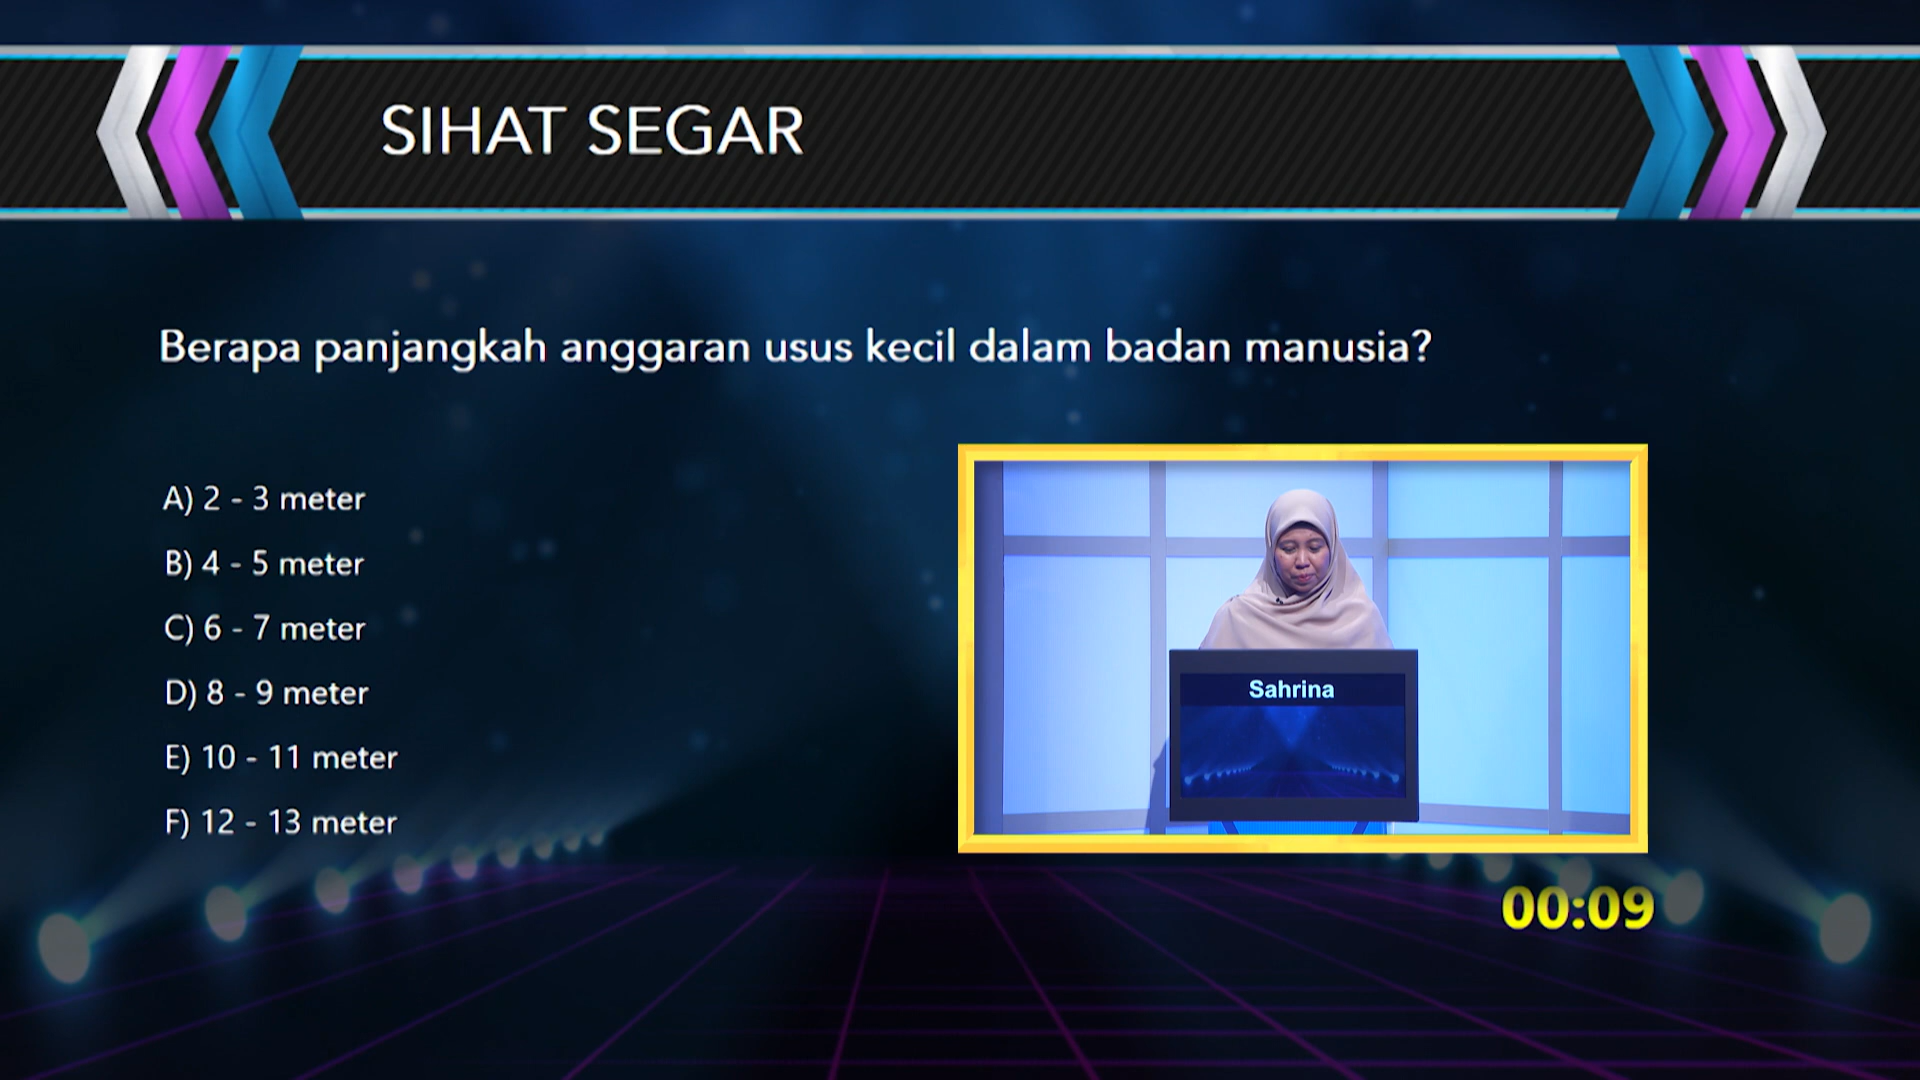 SIHAT SEGAR
Berapa panjangkah anggaran usus kecil dalam badan manusia?
A) 2 - 3 meter
B) 4 - 5 meter
C) 6 - 7 meter
D) 8 - 9 meter
E) 10 - 11 meter
F) 12 - 13 meter
Sahrina
00:09